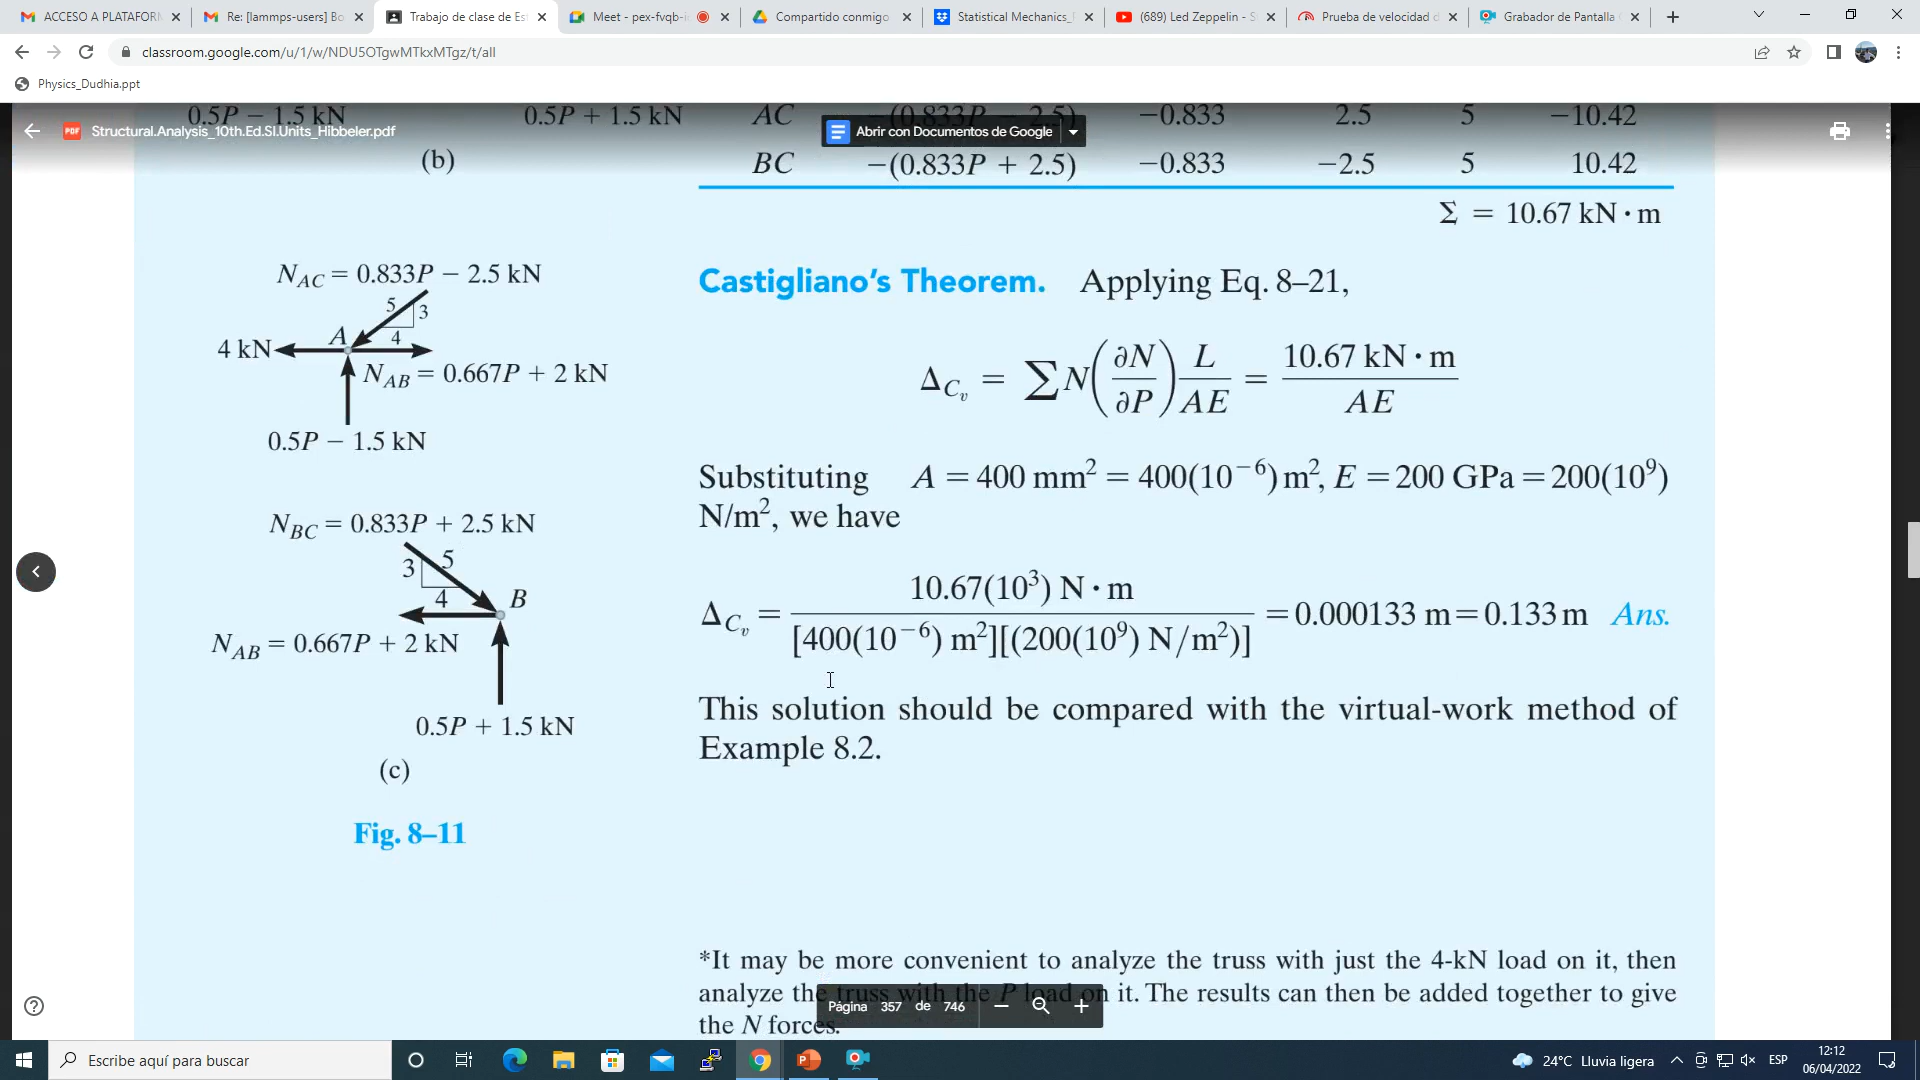 ACCESO A PLATAFOR
Re: [lammps-users] Bo
Trabajo de clase de Es
Meet - pex-fvqb-i
Compartido conmigo
Statistical Mechanics_
(689) Led Zeppelin - S
Prueba de velocidad d
Grabador de Pantalla
classroom.google.com/u/1/w/NDU5OTgwMTkxMTgz/t/all
Physics_Dudhia.ppt
0.5P − 1.5 kN 0.5P + 1.5 kN AC −(0.833P − 2.5) −0.833 2.5 5 −10.42
PDF Structural.Analysis_10th.Ed.SI.Units_Hibbeler.pdf
Abrir con Documentos de Google
(b)
BC −(0.833P + 2.5) −0.833 −2.5 5 10.42
Σ = 10.67 kN · m
N_AC = 0.833P − 2.5 kN
5 3
4 kN A 4
N_AB = 0.667P + 2 kN
0.5P − 1.5 kN
N_BC = 0.833P + 2.5 kN
3 5
4 B
N_AB = 0.667P + 2 kN
0.5P + 1.5 kN
(c)
Fig. 8–11
Castigliano's Theorem. Applying Eq. 8–21,
Δ_Cv = ∑N(∂N/∂P) L/AE = 10.67 kN · m / AE
Substituting A = 400 mm² = 400(10⁻⁶) m², E = 200 GPa = 200(10⁹)
N/m², we have
Δ_Cv = 10.67(10³) N · m / [400(10⁻⁶) m²][(200(10⁹) N/m²)] = 0.000133 m = 0.133 m Ans.
This solution should be compared with the virtual-work method of
Example 8.2.
*It may be more convenient to analyze the truss with just the 4-kN load on it, then
analyze the truss with the P load on it. The results can then be added together to give
the N forces.
Página 357 de 746
Escribe aquí para buscar
24°C Lluvia ligera
ESP
12:12
06/04/2022